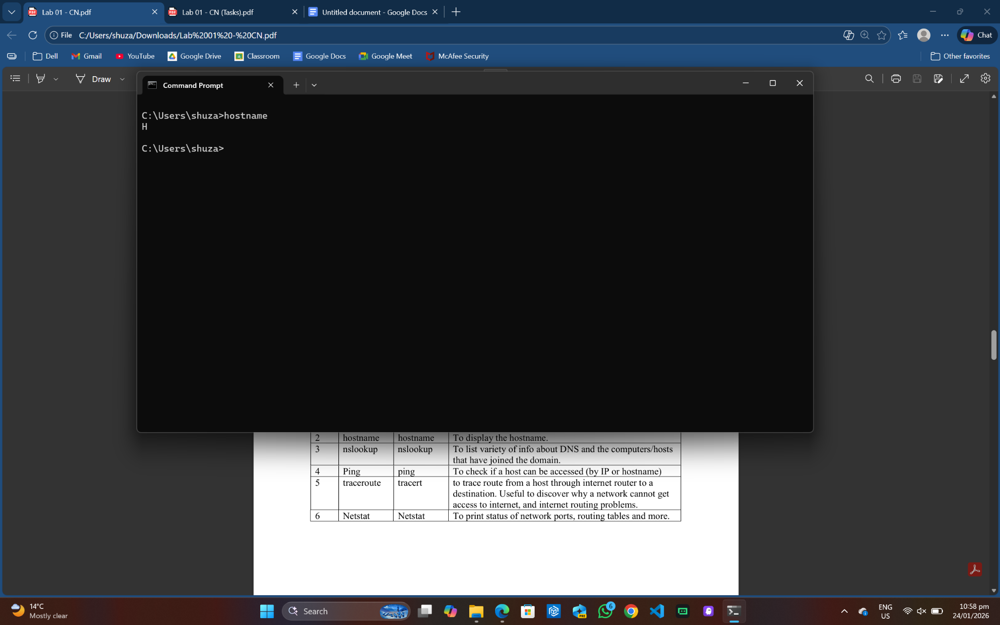 Lab 01 - CN.pdf
Lab 01 - CN (Tasks).pdf
Untitled document - Google Docs
File C:/Users/shuza/Downloads/Lab%2001%20-%20CN.pdf
Chat
Dell
Gmail
YouTube
Google Drive
Classroom
Google Docs
Google Meet
McAfee Security
Other favorites
Draw
Command Prompt
C:\Users\shuza>hostname
H
C:\Users\shuza>
2 hostname hostname To display the hostname.
3 nslookup nslookup To list variety of info about DNS and the computers/hosts
that have joined the domain.
4 Ping ping To check if a host can be accessed (by IP or hostname)
5 traceroute tracert to trace route from a host through internet router to a
destination. Useful to discover why a network cannot get
access to internet, and internet routing problems.
6 Netstat Netstat To print status of network ports, routing tables and more.
14°C
Mostly clear
Search
PRE
6
ENG
US
10:58 pm
24/01/2026